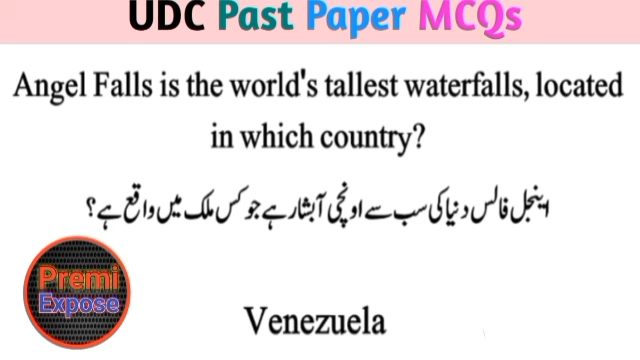 UDC Past Paper MCQs
Angel Falls is the world's tallest waterfalls, located
in which country?
اینجل فالس دنیا کی سب سے اونچی آبشار ہے جو کس ملک میں واقع ہے؟
Premi
Expose
Venezuela